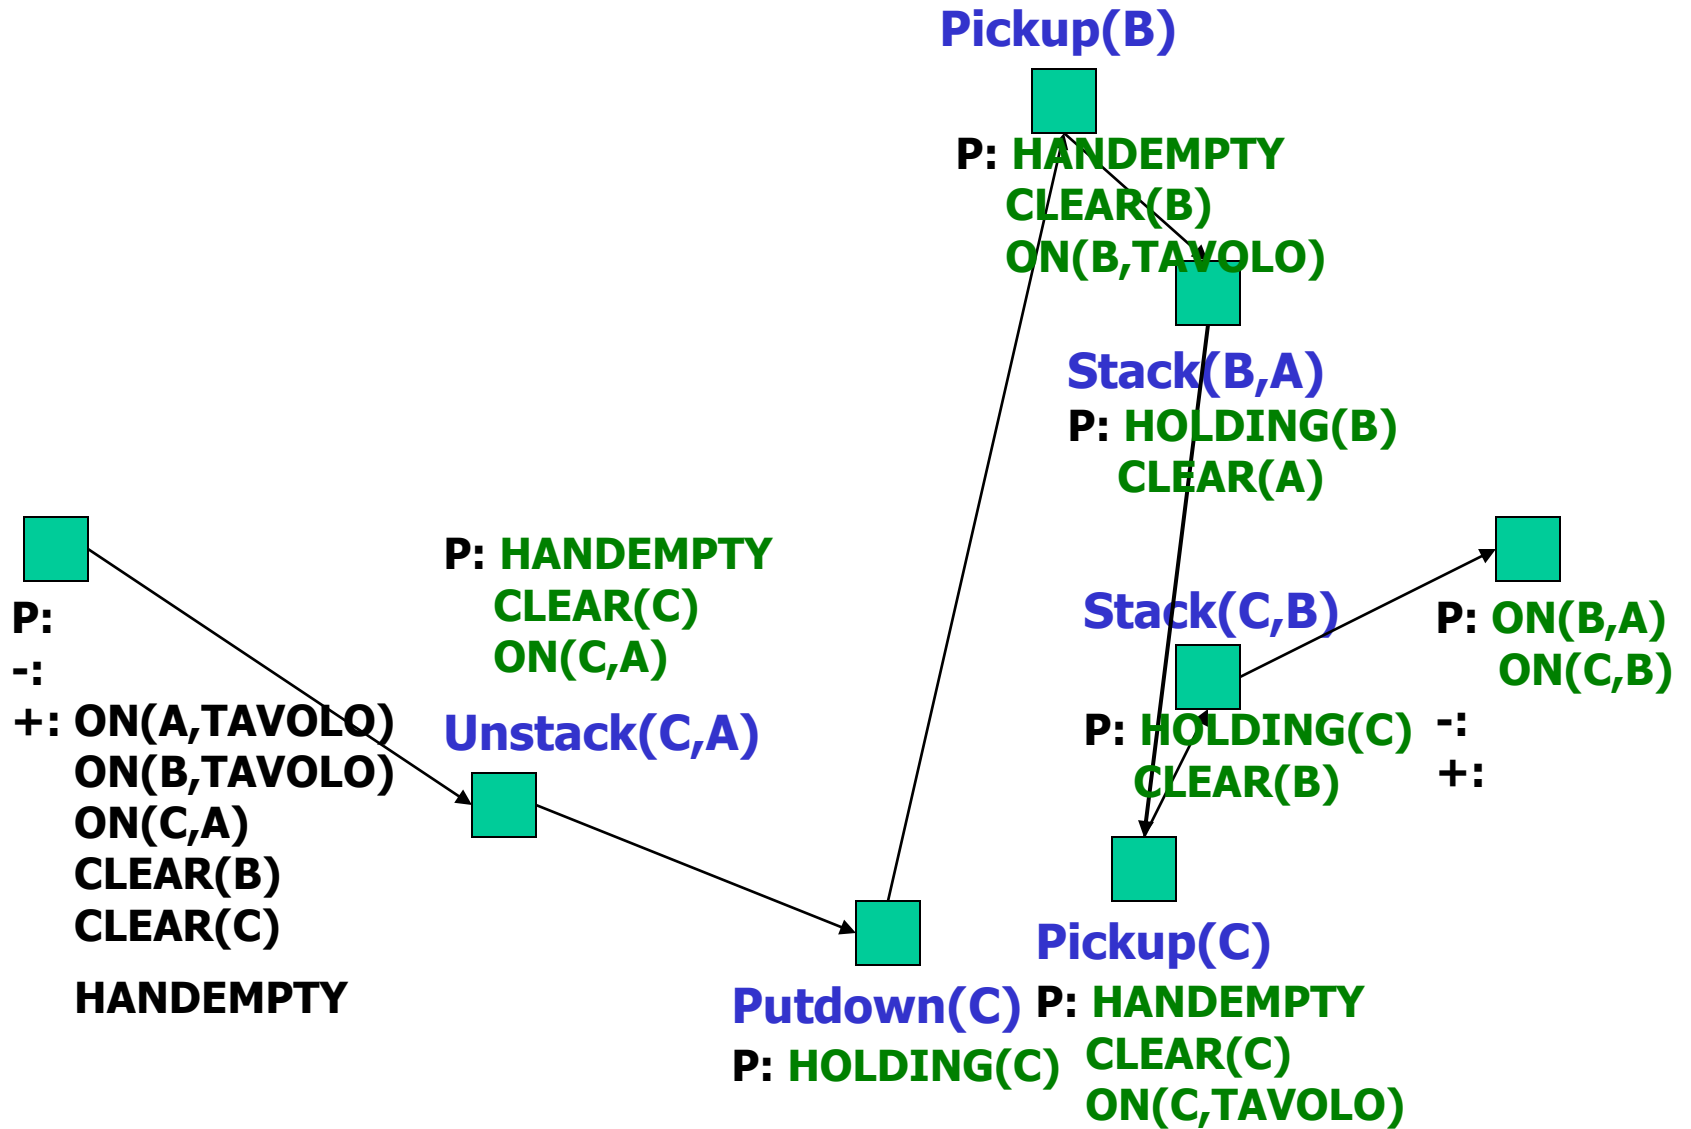 Pickup(B)
P: HANDEMPTY
CLEAR(B)
ON(B,TAVOLO)
Stack(B,A)
P: HOLDING(B)
CLEAR(A)
P: HANDEMPTY
CLEAR(C)
ON(C,A)
Unstack(C,A)
P:
-:
+: ON(A,TAVOLO)
ON(B,TAVOLO)
ON(C,A)
CLEAR(B)
CLEAR(C)
HANDEMPTY
Stack(C,B)
P: HOLDING(C)
CLEAR(B)
P: ON(B,A)
ON(C,B)
-:
+:
Putdown(C)
P: HOLDING(C)
Pickup(C)
P: HANDEMPTY
CLEAR(C)
ON(C,TAVOLO)